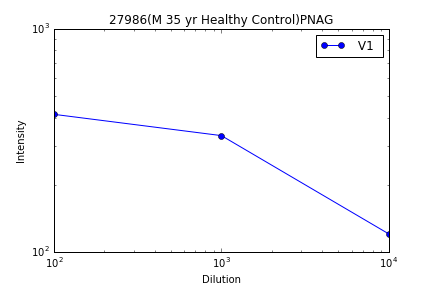 27986(M 35 yr Healthy Control)PNAG
10³
V1
Intensity
10²
10² 10³ 10⁴
Dilution